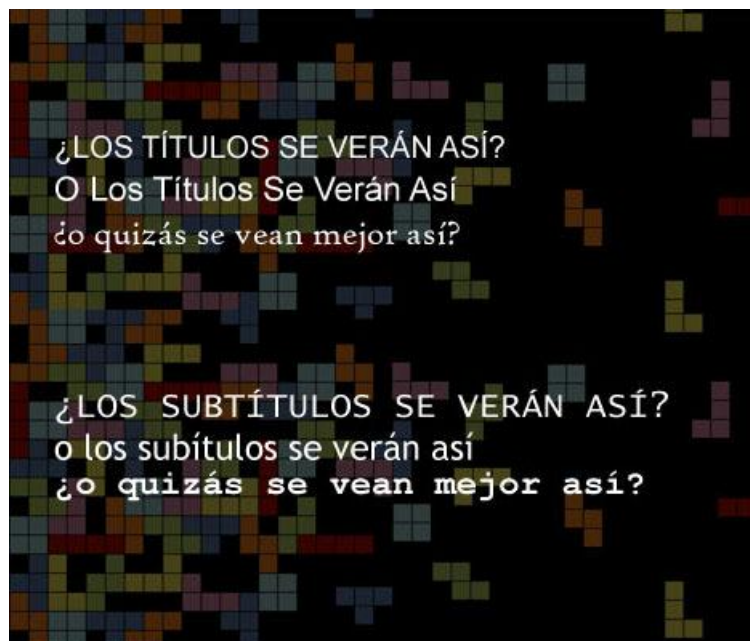 ¿LOS TÍTULOS SE VERÁN ASÍ?
O Los Títulos Se Verán Así
¿o quizás se vean mejor así?
¿LOS SUBTÍTULOS SE VERÁN ASÍ?
o los subítulos se verán así
¿o quizás se vean mejor así?